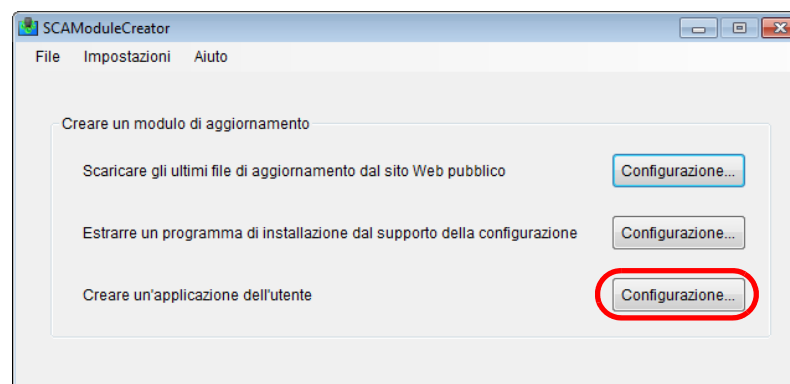 SCAModuleCreator
File Impostazioni Aiuto
Creare un modulo di aggiornamento
Scaricare gli ultimi file di aggiornamento dal sito Web pubblico Configurazione...
Estrarre un programma di installazione dal supporto della configurazione Configurazione...
Creare un'applicazione dell'utente Configurazione...